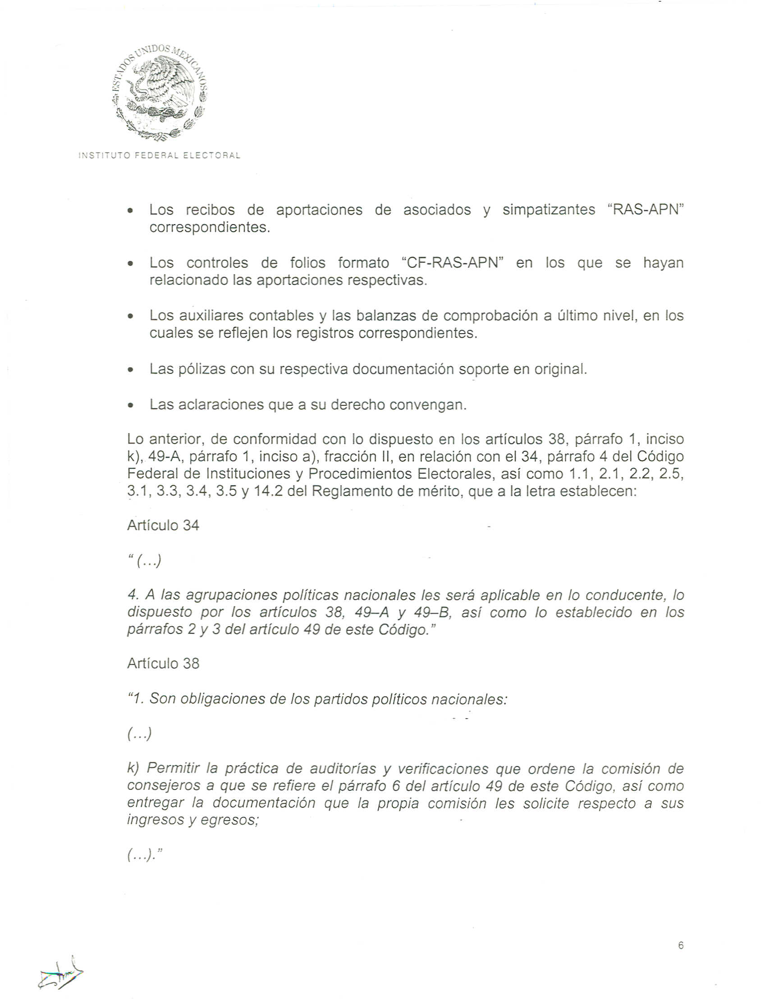 ESTADOS UNIDOS MEXICANOS
INSTITUTO FEDERAL ELECTORAL
• Los recibos de aportaciones de asociados y simpatizantes “RAS-APN”
correspondientes.
• Los controles de folios formato “CF-RAS-APN” en los que se hayan
relacionado las aportaciones respectivas.
• Los auxiliares contables y las balanzas de comprobación a último nivel, en los
cuales se reflejen los registros correspondientes.
• Las pólizas con su respectiva documentación soporte en original.
• Las aclaraciones que a su derecho convengan.
Lo anterior, de conformidad con lo dispuesto en los artículos 38, párrafo 1, inciso
k), 49-A, párrafo 1, inciso a), fracción II, en relación con el 34, párrafo 4 del Código
Federal de Instituciones y Procedimientos Electorales, así como 1.1, 2.1, 2.2, 2.5,
3.1, 3.3, 3.4, 3.5 y 14.2 del Reglamento de mérito, que a la letra establecen:
Artículo 34
“ (...)
4. A las agrupaciones políticas nacionales les será aplicable en lo conducente, lo
dispuesto por los artículos 38, 49–A y 49–B, así como lo establecido en los
párrafos 2 y 3 del artículo 49 de este Código.”
Artículo 38
“1. Son obligaciones de los partidos políticos nacionales:
(...)
k) Permitir la práctica de auditorías y verificaciones que ordene la comisión de
consejeros a que se refiere el párrafo 6 del artículo 49 de este Código, así como
entregar la documentación que la propia comisión les solicite respecto a sus
ingresos y egresos;
(...).”
6